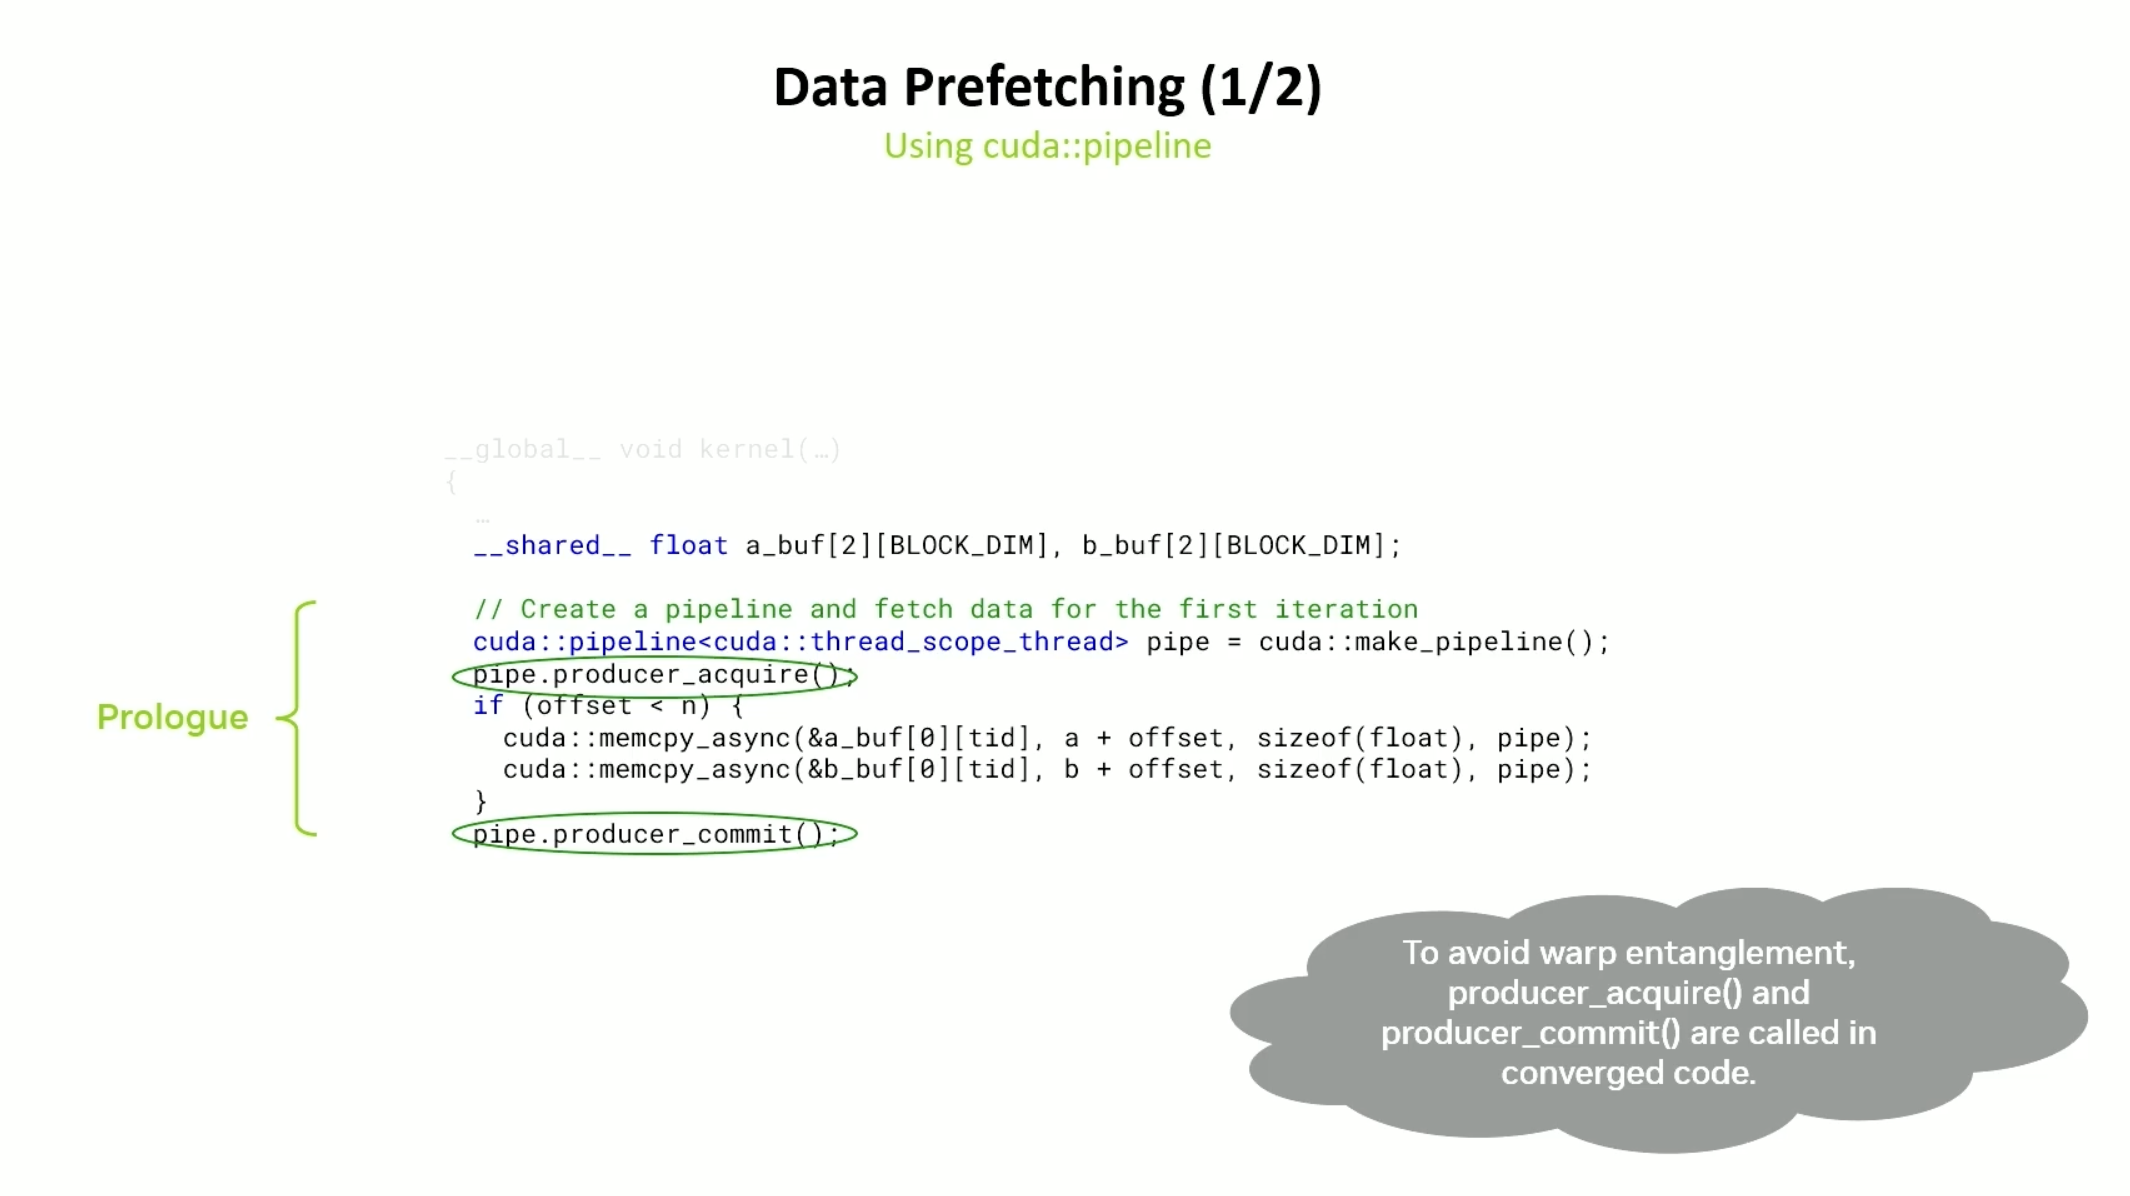 Data Prefetching (1/2)
Using cuda::pipeline
__global__ void kernel(…)
{
…
__shared__ float a_buf[2][BLOCK_DIM], b_buf[2][BLOCK_DIM];
// Create a pipeline and fetch data for the first iteration
cuda::pipeline<cuda::thread_scope_thread> pipe = cuda::make_pipeline();
pipe.producer_acquire();
if (offset < n) {
cuda::memcpy_async(&a_buf[0][tid], a + offset, sizeof(float), pipe);
cuda::memcpy_async(&b_buf[0][tid], b + offset, sizeof(float), pipe);
}
pipe.producer_commit();
Prologue
To avoid warp entanglement,
producer_acquire() and
producer_commit() are called in
converged code.